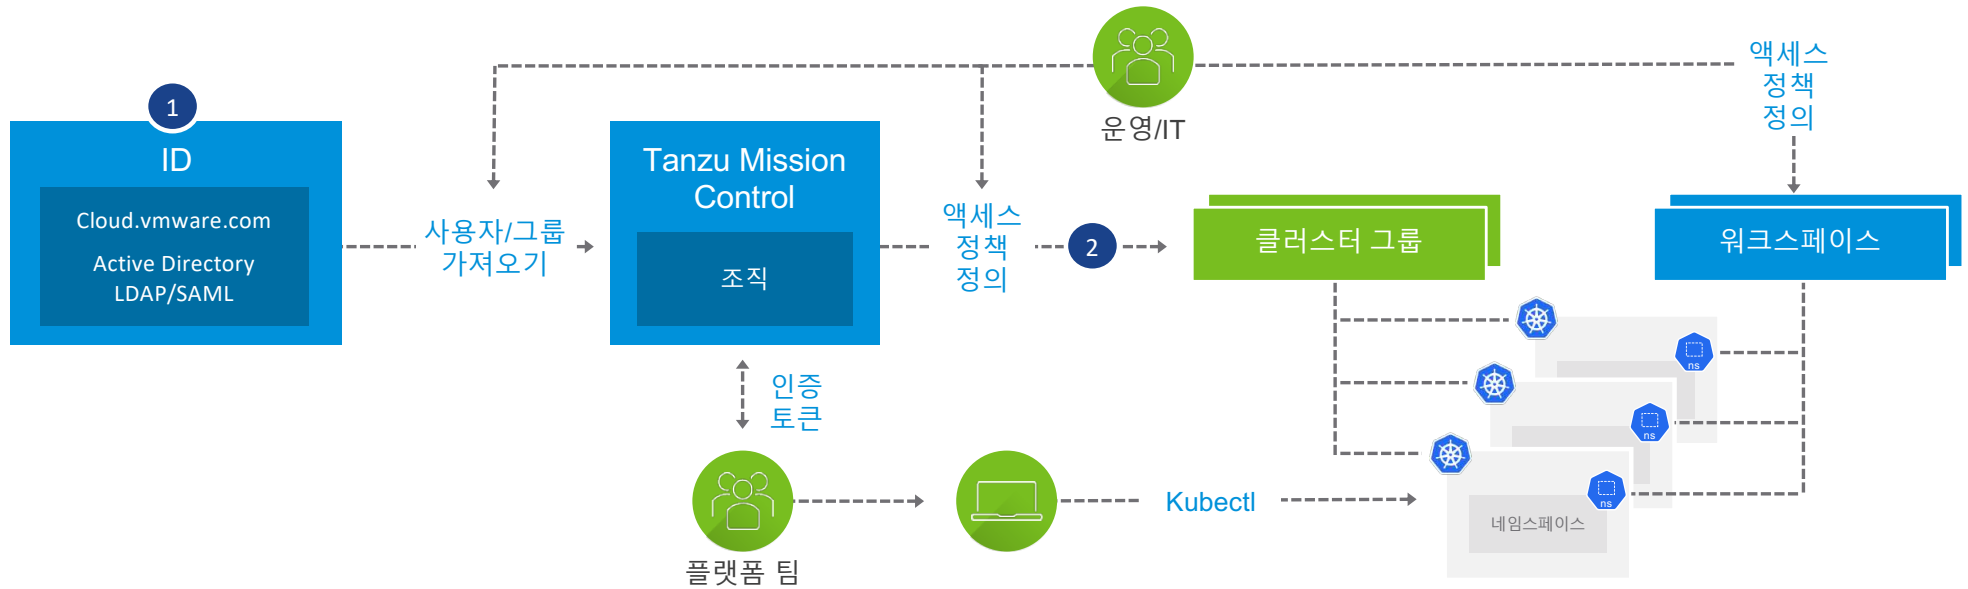 1
ID
Cloud.vmware.com
Active Directory
LDAP/SAML
사용자/그룹
가져오기
Tanzu Mission
Control
조직
운영/IT
액세스
정책
정의
2
액세스
정책
정의
클러스터 그룹
워크스페이스
인증
토큰
플랫폼 팀
Kubectl
ns
ns
ns
네임스페이스